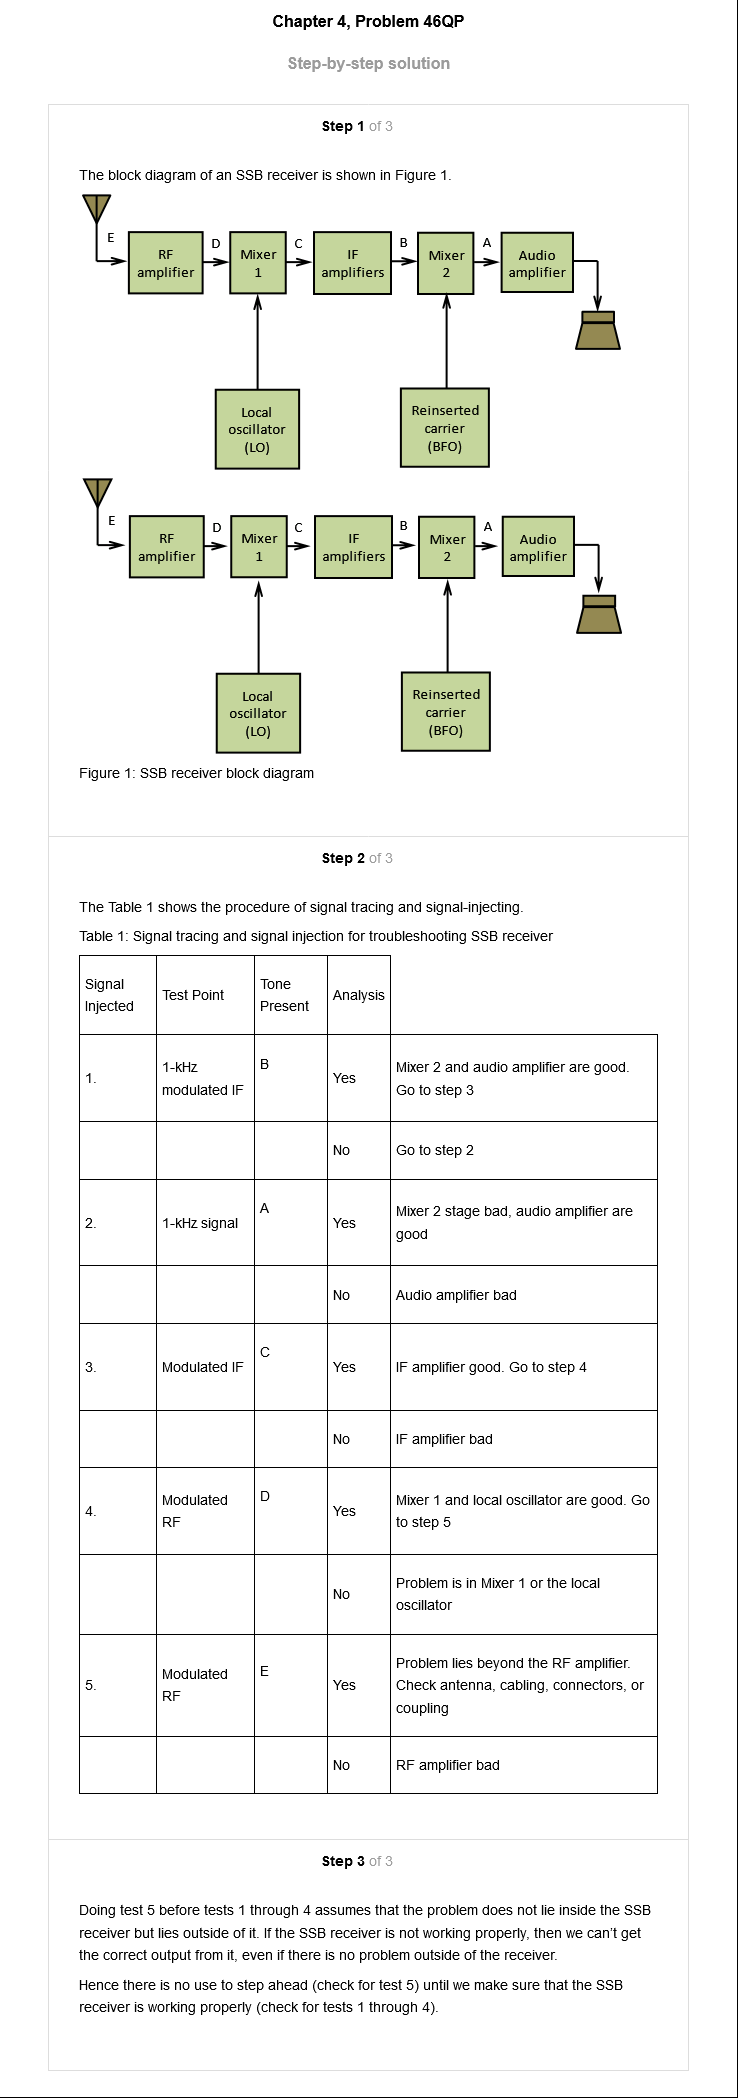 Chapter 4, Problem 46QP
Step-by-step solution
Step 1 of 3
The block diagram of an SSB receiver is shown in Figure 1.
E
RF
amplifier
D
Mixer
1
C
IF
amplifiers
B
Mixer
2
A
Audio
amplifier
Local
oscillator
(LO)
Reinserted
carrier
(BFO)
E
RF
amplifier
D
Mixer
1
C
IF
amplifiers
B
Mixer
2
A
Audio
amplifier
Local
oscillator
(LO)
Reinserted
carrier
(BFO)
Figure 1: SSB receiver block diagram
Step 2 of 3
The Table 1 shows the procedure of signal tracing and signal-injecting.
Table 1: Signal tracing and signal injection for troubleshooting SSB receiver
Signal
Injected
Test Point
Tone
Present
Analysis
1.
1-kHz
modulated IF
B
Yes
Mixer 2 and audio amplifier are good.
Go to step 3
No
Go to step 2
2.
1-kHz signal
A
Yes
Mixer 2 stage bad, audio amplifier are
good
No
Audio amplifier bad
3.
Modulated IF
C
Yes
IF amplifier good. Go to step 4
No
IF amplifier bad
4.
Modulated
RF
D
Yes
Mixer 1 and local oscillator are good. Go
to step 5
No
Problem is in Mixer 1 or the local
oscillator
5.
Modulated
RF
E
Yes
Problem lies beyond the RF amplifier.
Check antenna, cabling, connectors, or
coupling
No
RF amplifier bad
Step 3 of 3
Doing test 5 before tests 1 through 4 assumes that the problem does not lie inside the SSB
receiver but lies outside of it. If the SSB receiver is not working properly, then we can't get
the correct output from it, even if there is no problem outside of the receiver.
Hence there is no use to step ahead (check for test 5) until we make sure that the SSB
receiver is working properly (check for tests 1 through 4).